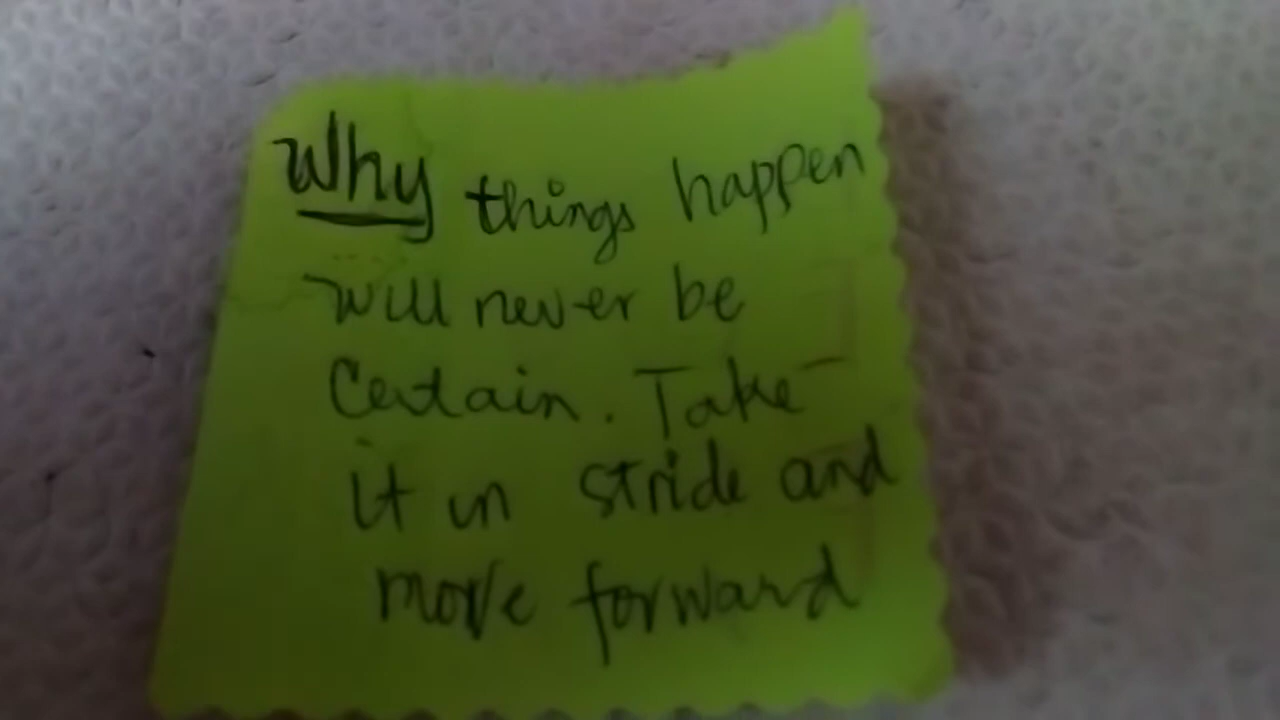 Why things happen
will never be
Certain. Take
it in stride and
move forward